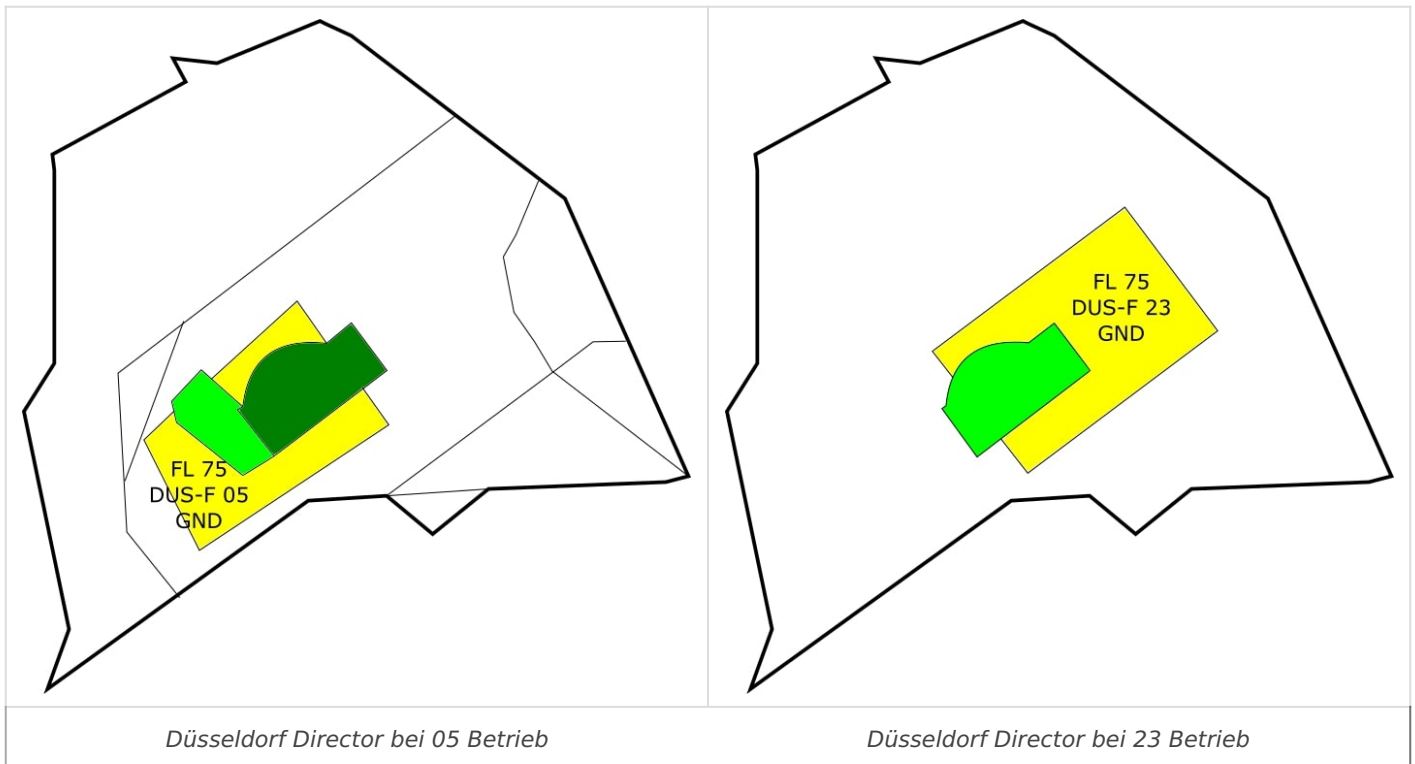 FL 75
DUS-F 05
GND
FL 75
DUS-F 23
GND
Düsseldorf Director bei 05 Betrieb
Düsseldorf Director bei 23 Betrieb